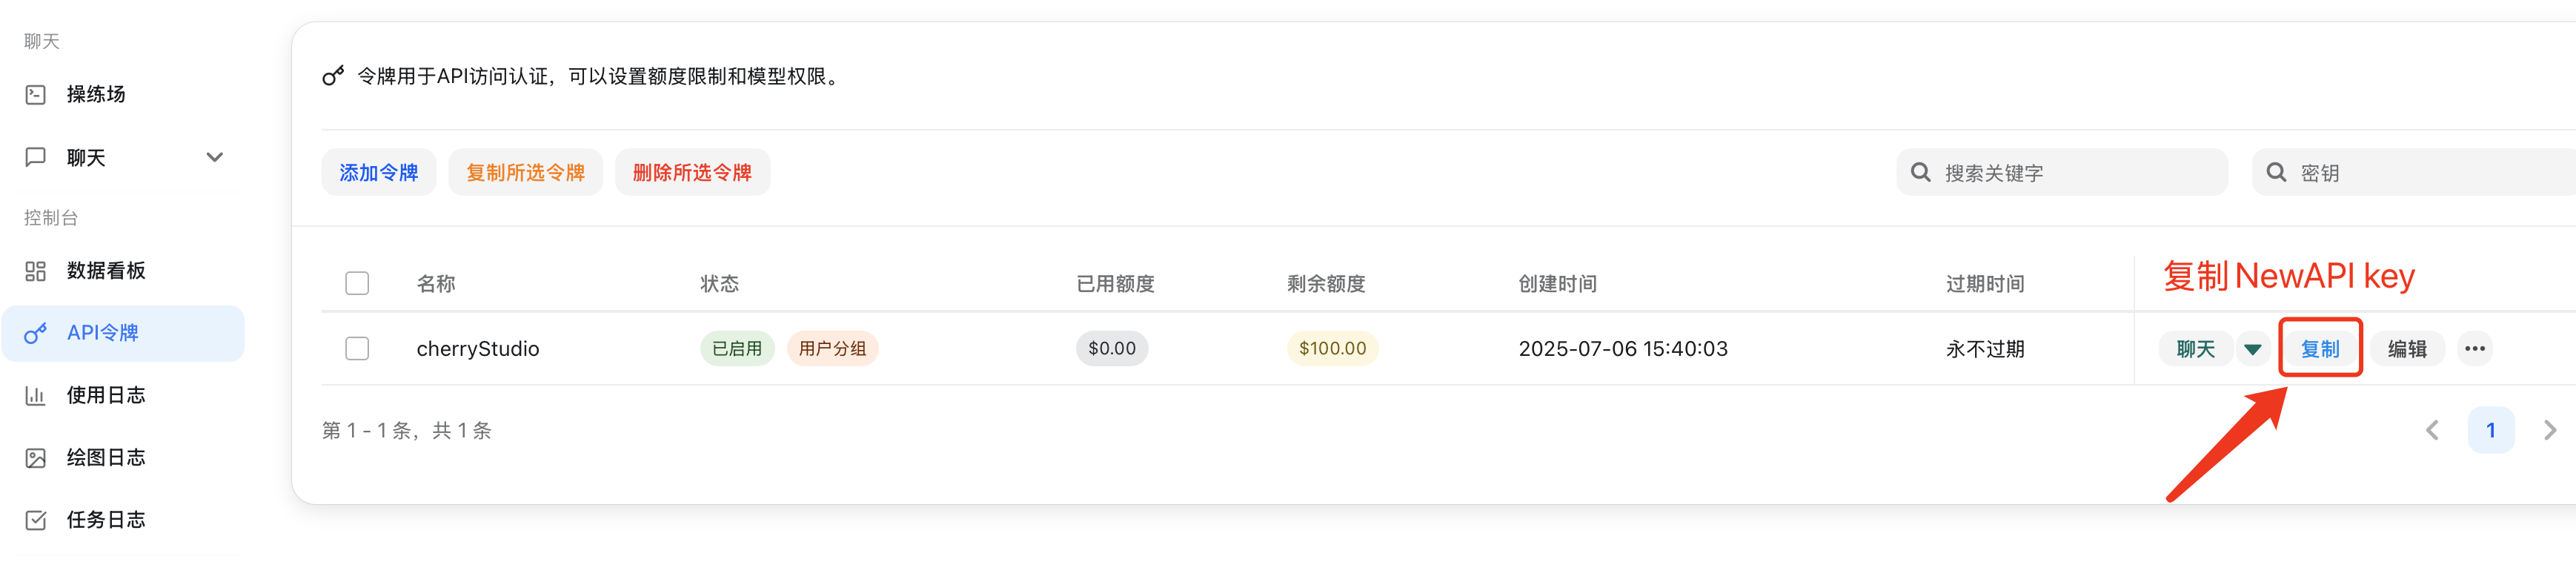 聊天
操练场
聊天
控制台
数据看板
API令牌
使用日志
绘图日志
任务日志
令牌用于API访问认证，可以设置额度限制和模型权限。
添加令牌 复制所选令牌 删除所选令牌 搜索关键字 密钥
名称 状态 已用额度 剩余额度 创建时间 过期时间 复制 NewAPI key
cherryStudio 已启用 用户分组 $0.00 $100.00 2025-07-06 15:40:03 永不过期 聊天 复制 编辑
第 1 - 1 条，共 1 条 1